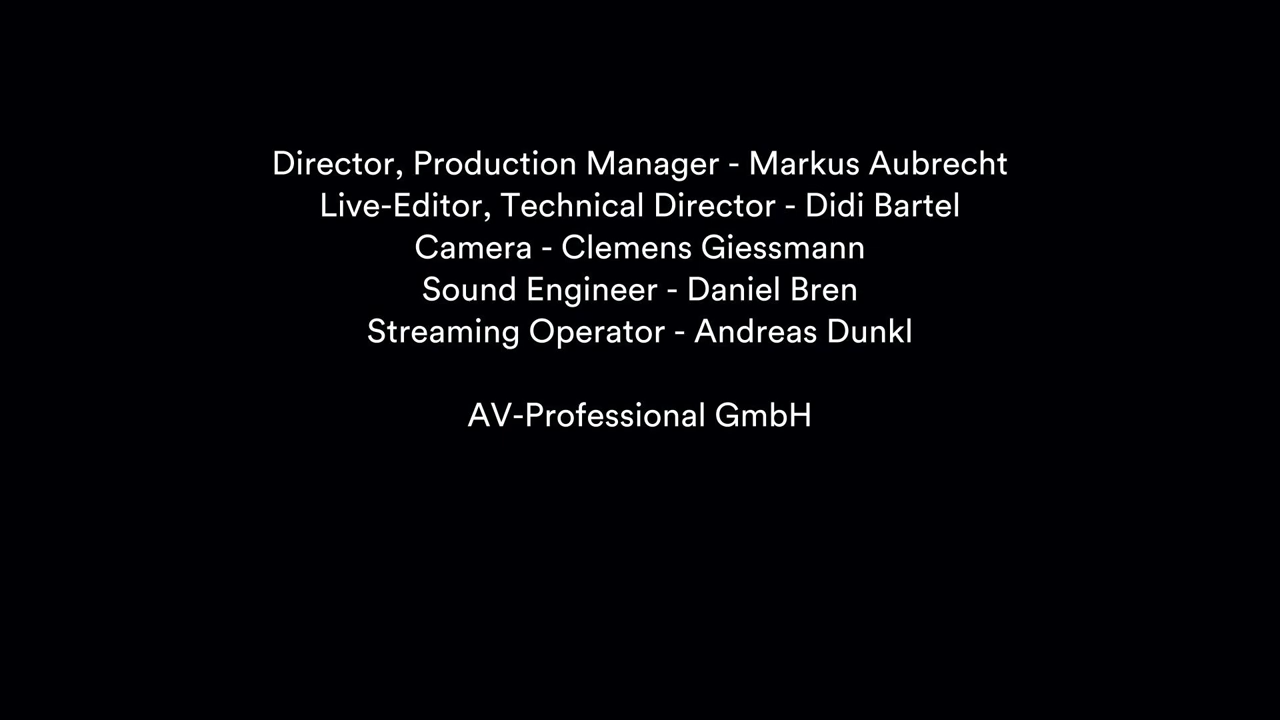 Director, Production Manager - Markus Aubrecht
Live-Editor, Technical Director - Didi Bartel
Camera - Clemens Giessmann
Sound Engineer - Daniel Bren
Streaming Operator - Andreas Dunkl
AV-Professional GmbH